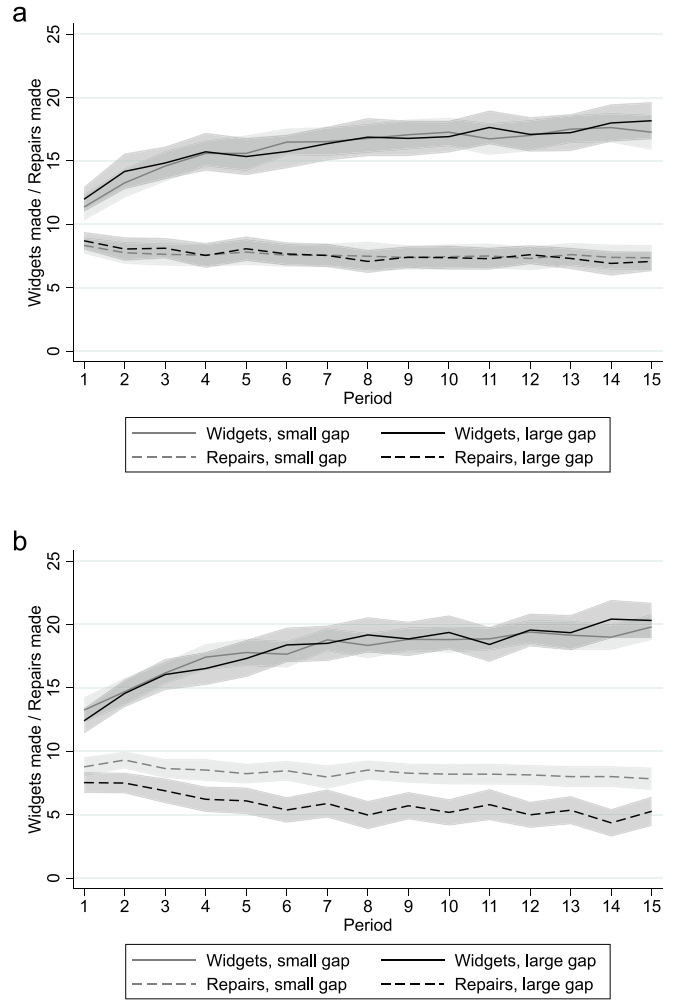 a
Widgets made / Repairs made
25
20
15
10
5
0
1 2 3 4 5 6 7 8 9 10 11 12 13 14 15
Period
Widgets, small gap Widgets, large gap
Repairs, small gap Repairs, large gap
b
Widgets made / Repairs made
25
20
15
10
5
0
1 2 3 4 5 6 7 8 9 10 11 12 13 14 15
Period
Widgets, small gap Widgets, large gap
Repairs, small gap Repairs, large gap